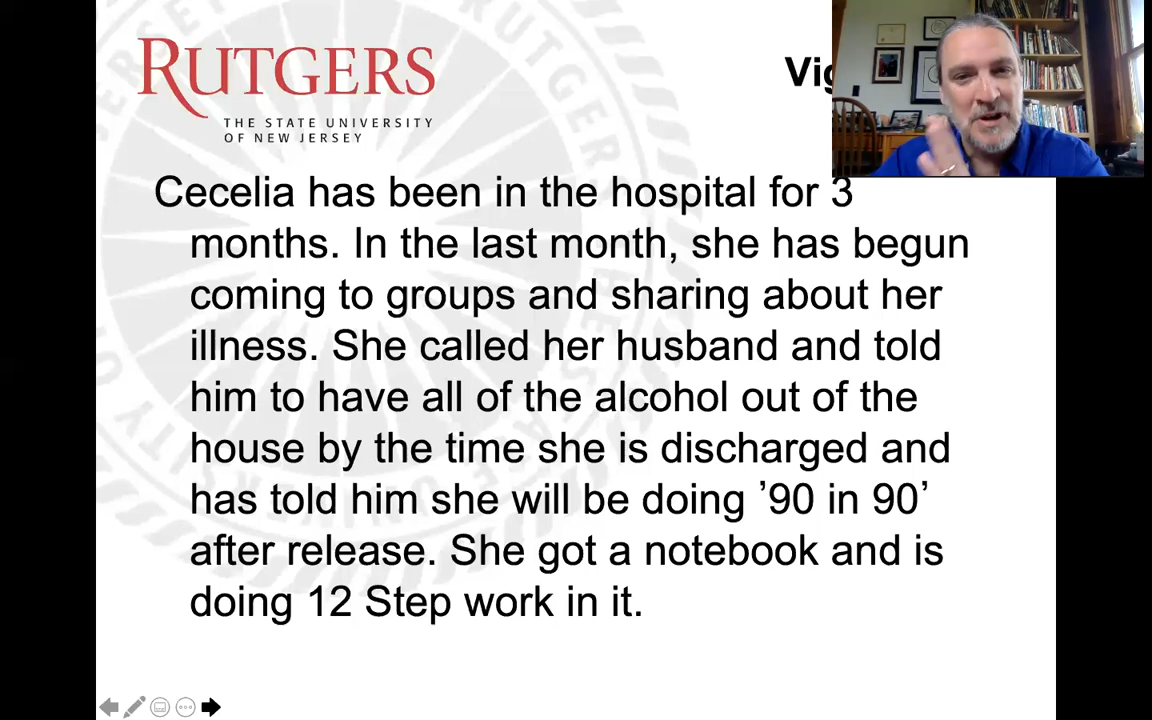 RUTGERS
THE STATE UNIVERSITY
OF NEW JERSEY
Cecelia has been in the hospital for 3
months. In the last month, she has begun
coming to groups and sharing about her
illness. She called her husband and told
him to have all of the alcohol out of the
house by the time she is discharged and
has told him she will be doing ’90 in 90’
after release. She got a notebook and is
doing 12 Step work in it.